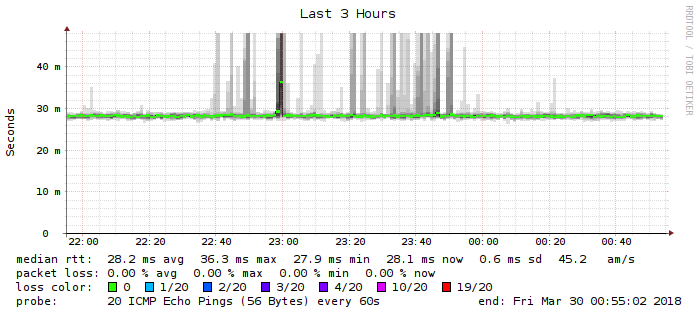 Last 3 Hours
RRDTOOL / TOBI OETIKER
Seconds
40 m
30 m
20 m
10 m
0
22:00 22:20 22:40 23:00 23:20 23:40 00:00 00:20 00:40
median rtt: 28.2 ms avg 36.3 ms max 27.9 ms min 28.1 ms now 0.6 ms sd 45.2 am/s
packet loss: 0.00 % avg 0.00 % max 0.00 % min 0.00 % now
loss color: 0 1/20 2/20 3/20 4/20 10/20 19/20
probe: 20 ICMP Echo Pings (56 Bytes) every 60s end: Fri Mar 30 00:55:02 2018